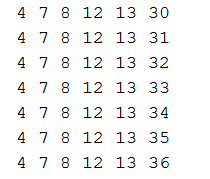 4 7 8 12 13 30
4 7 8 12 13 31
4 7 8 12 13 32
4 7 8 12 13 33
4 7 8 12 13 34
4 7 8 12 13 35
4 7 8 12 13 36